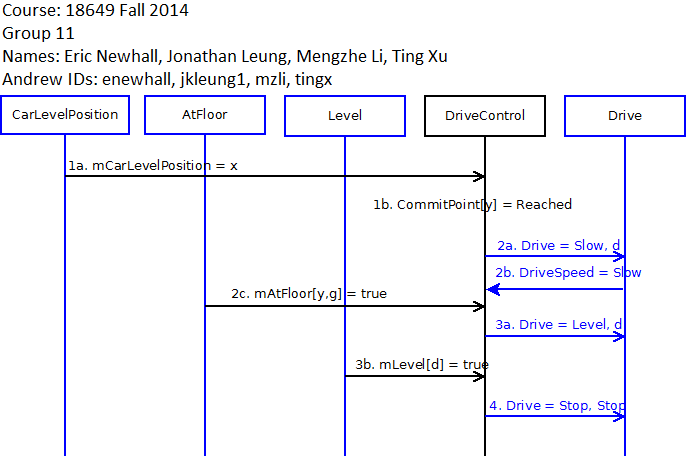 Course: 18649 Fall 2014
Group 11
Names: Eric Newhall, Jonathan Leung, Mengzhe Li, Ting Xu
Andrew IDs: enewhall, jkleung1, mzli, tingx
CarLevelPosition AtFloor Level DriveControl Drive
1a. mCarLevelPosition = x
1b. CommitPoint[y] = Reached
2a. Drive = Slow, d
2b. DriveSpeed = Slow
2c. mAtFloor[y,g] = true
3a. Drive = Level, d
3b. mLevel[d] = true
4. Drive = Stop, Stop